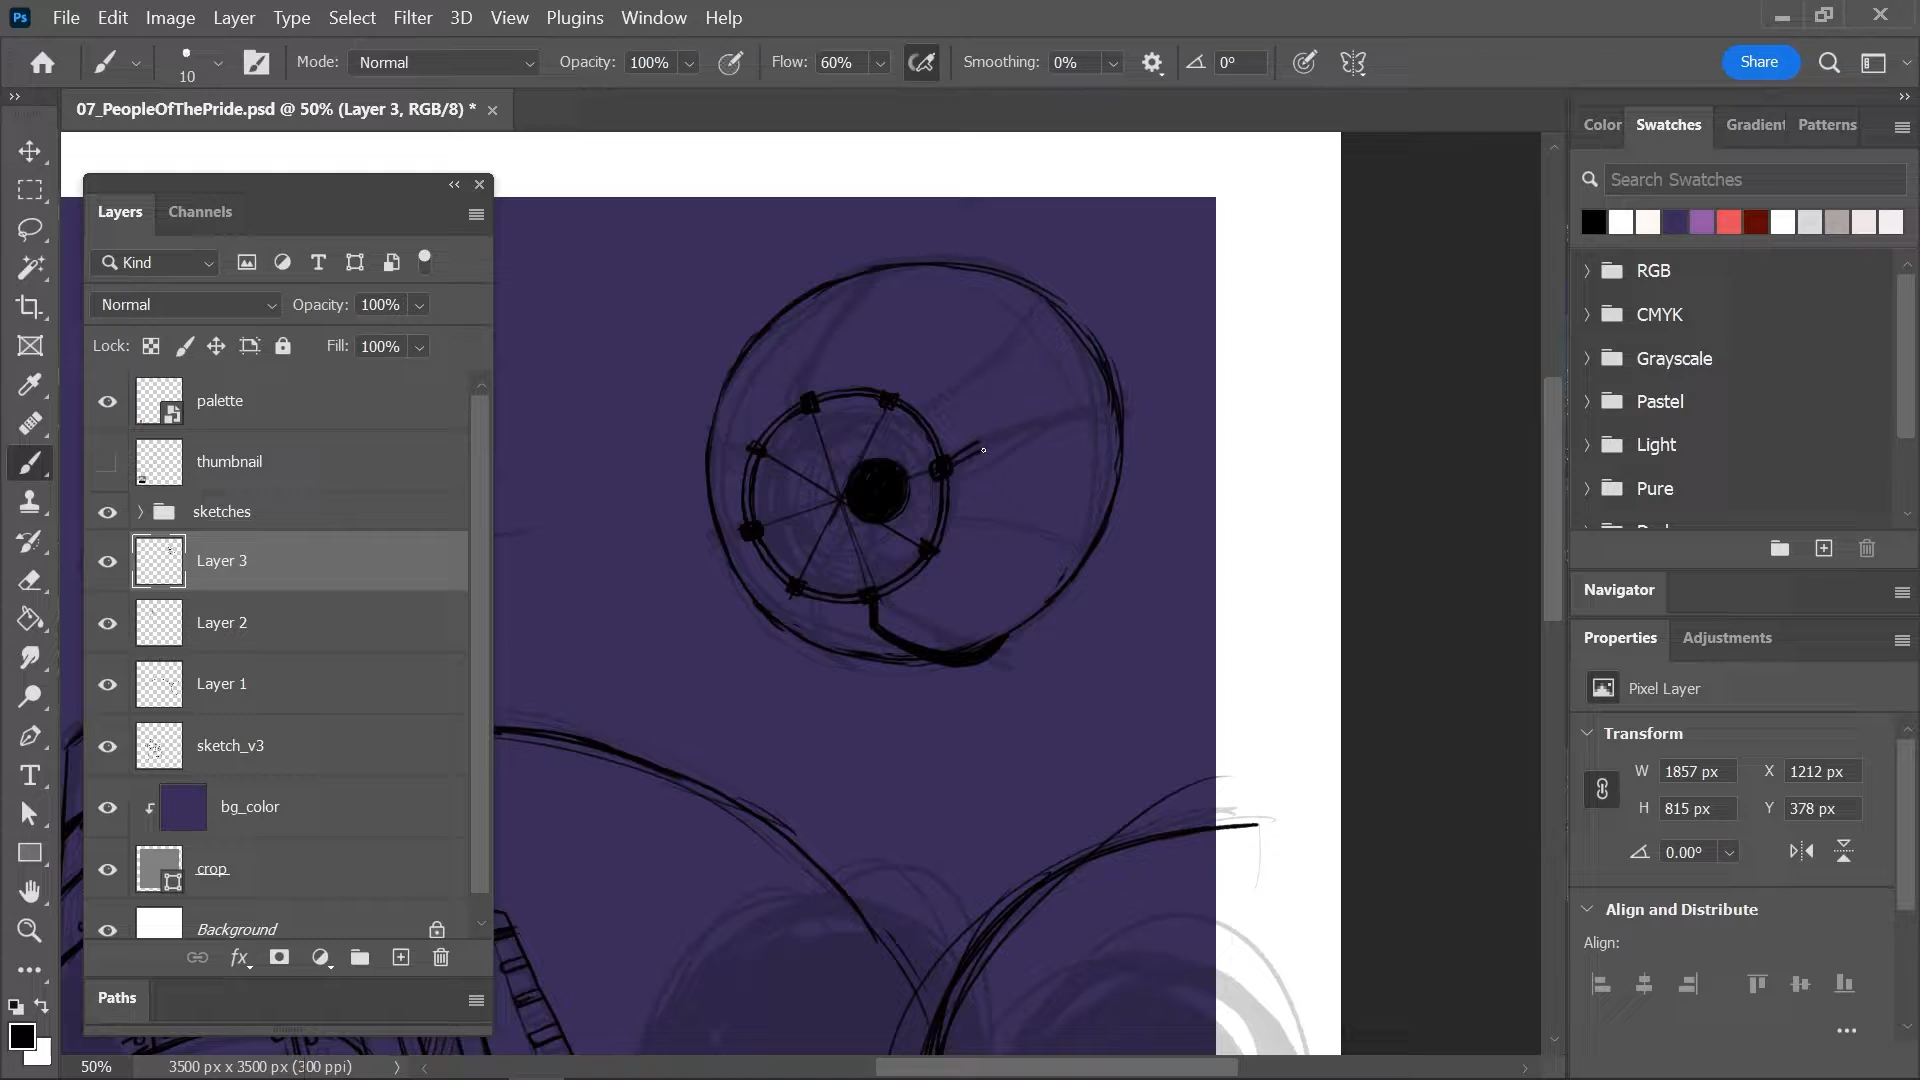 Ps File Edit Image Layer Type Select Filter 3D View Plugins Window Help
10 Mode: Normal Opacity: 100% Flow: 60% Smoothing: 0% 0° Share
07_PeopleOfThePride.psd @ 50% (Layer 3, RGB/8) *
Layers Channels
Kind
Normal Opacity: 100%
Lock: Fill: 100%
palette
thumbnail
sketches
Layer 3
Layer 2
Layer 1
sketch_v3
bg_color
crop
Background
fx
Paths
50% 3500 px x 3500 px (300 ppi)
Color Swatches Gradient Patterns
Search Swatches
RGB
CMYK
Grayscale
Pastel
Light
Pure
Navigator
Properties Adjustments
Pixel Layer
Transform
W 1857 px X 1212 px
H 815 px Y 378 px
0.00°
Align and Distribute
Align: